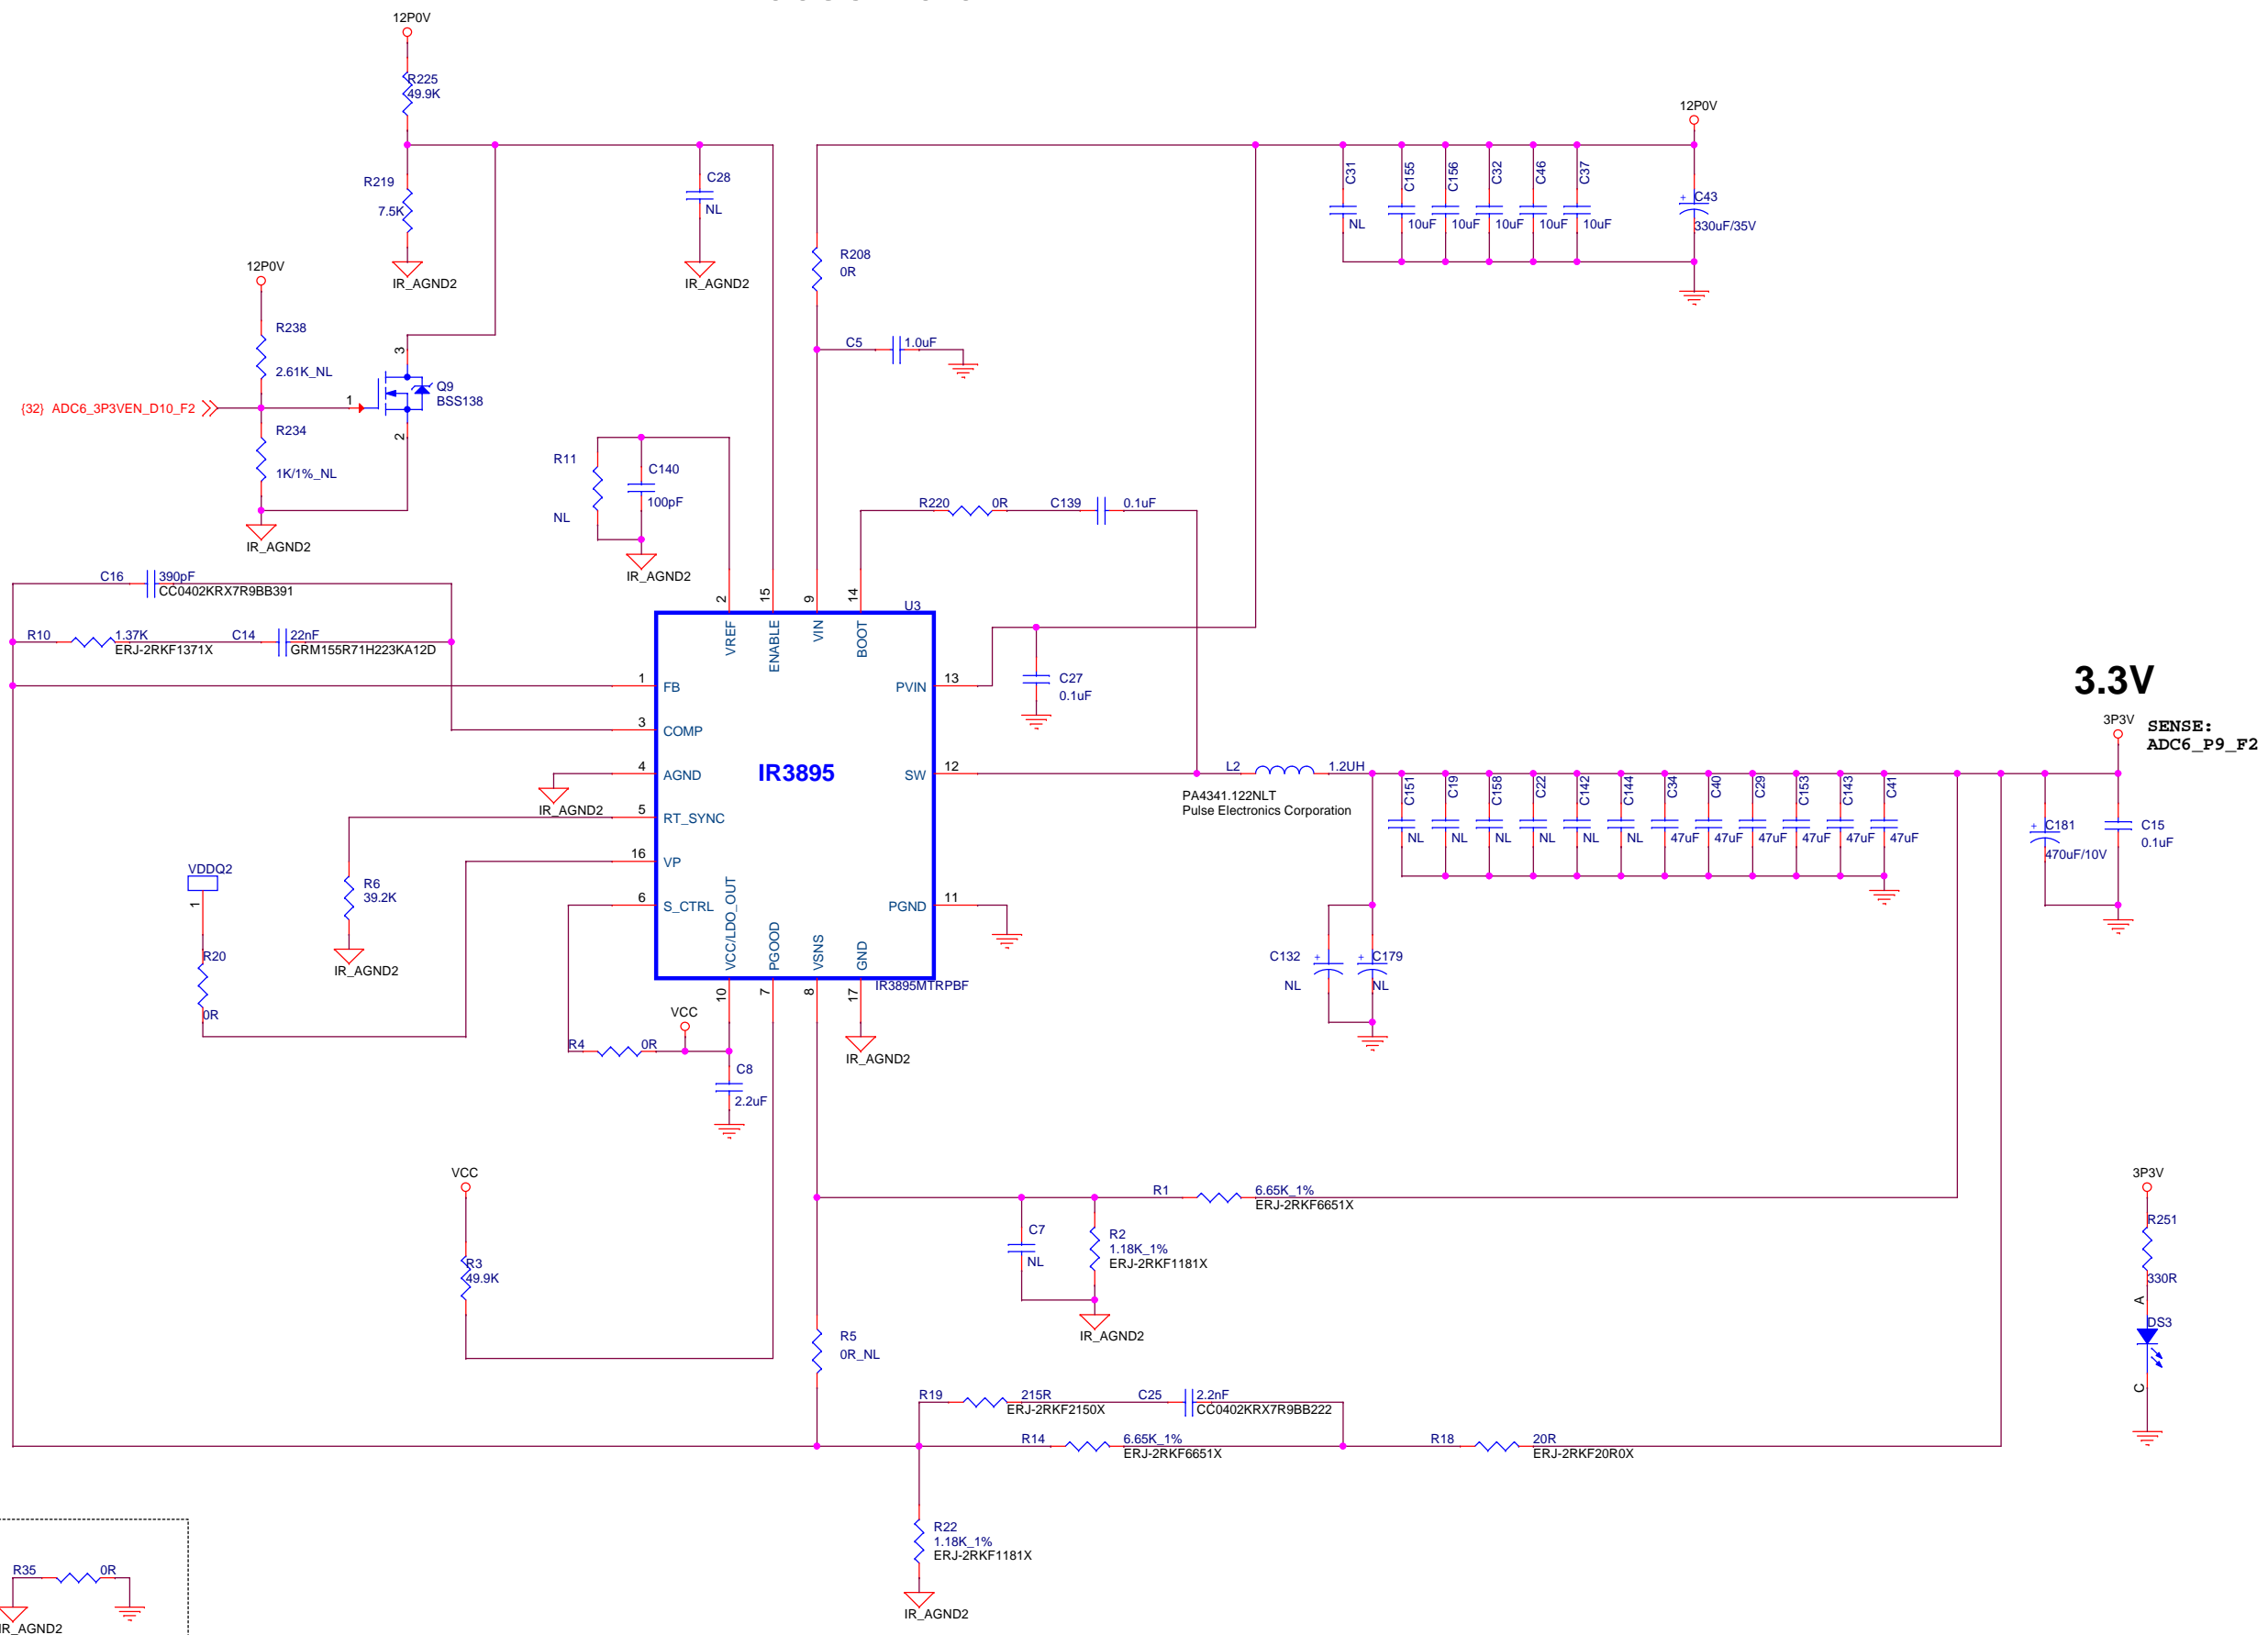 12P0V
R225
49.9K
R219
7.5K
IR_AGND2
C28
NL
IR_AGND2
12P0V
R238
2.61K_NL
{32} ADC6_3P3VEN_D10_F2
1
3
2
Q9
BSS138
R234
1K/1%_NL
IR_AGND2
R208
0R
C5
1.0uF
12P0V
C31
NL
C155
10uF
C156
10uF
C32
10uF
C46
10uF
C37
10uF
+
C43
330uF/35V
R11
NL
C140
100pF
IR_AGND2
R220
0R
C139
0.1uF
C16
390pF
CC0402KRX7R9BB391
R10
1.37K
ERJ-2RKF1371X
C14
22nF
GRM155R71H223KA12D
U3
2
VREF
15
ENABLE
9
VIN
14
BOOT
1
FB
3
COMP
4
AGND
5
RT_SYNC
16
VP
6
S_CTRL
IR3895
PVIN
13
SW
12
PGND
11
VCC/LDO_OUT
10
PGOOD
7
VSNS
8
GND
17
IR3895MTRPBF
IR_AGND2
IR_AGND2
R6
39.2K
IR_AGND2
VDDQ2
1
R20
0R
VCC
R4
0R
C8
2.2uF
C27
0.1uF
L2
1.2UH
PA4341.122NLT
Pulse Electronics Corporation
C151
NL
C19
NL
C158
NL
C22
NL
C142
NL
C144
NL
C34
47uF
C40
47uF
C29
47uF
C153
47uF
C143
47uF
C41
47uF
3.3V
3P3V
SENSE:
ADC6_P9_F2
+
C181
470uF/10V
C15
0.1uF
C132
+
NL
+
C179
NL
VCC
R3
49.9K
R1
6.65K_1%
ERJ-2RKF6651X
C7
NL
R2
1.18K_1%
ERJ-2RKF1181X
IR_AGND2
R5
0R_NL
R19
215R
ERJ-2RKF2150X
C25
2.2nF
CC0402KRX7R9BB222
R14
6.65K_1%
ERJ-2RKF6651X
R18
20R
ERJ-2RKF20R0X
R22
1.18K_1%
ERJ-2RKF1181X
IR_AGND2
3P3V
R251
330R
A
DS3
C
R35
0R
IR_AGND2